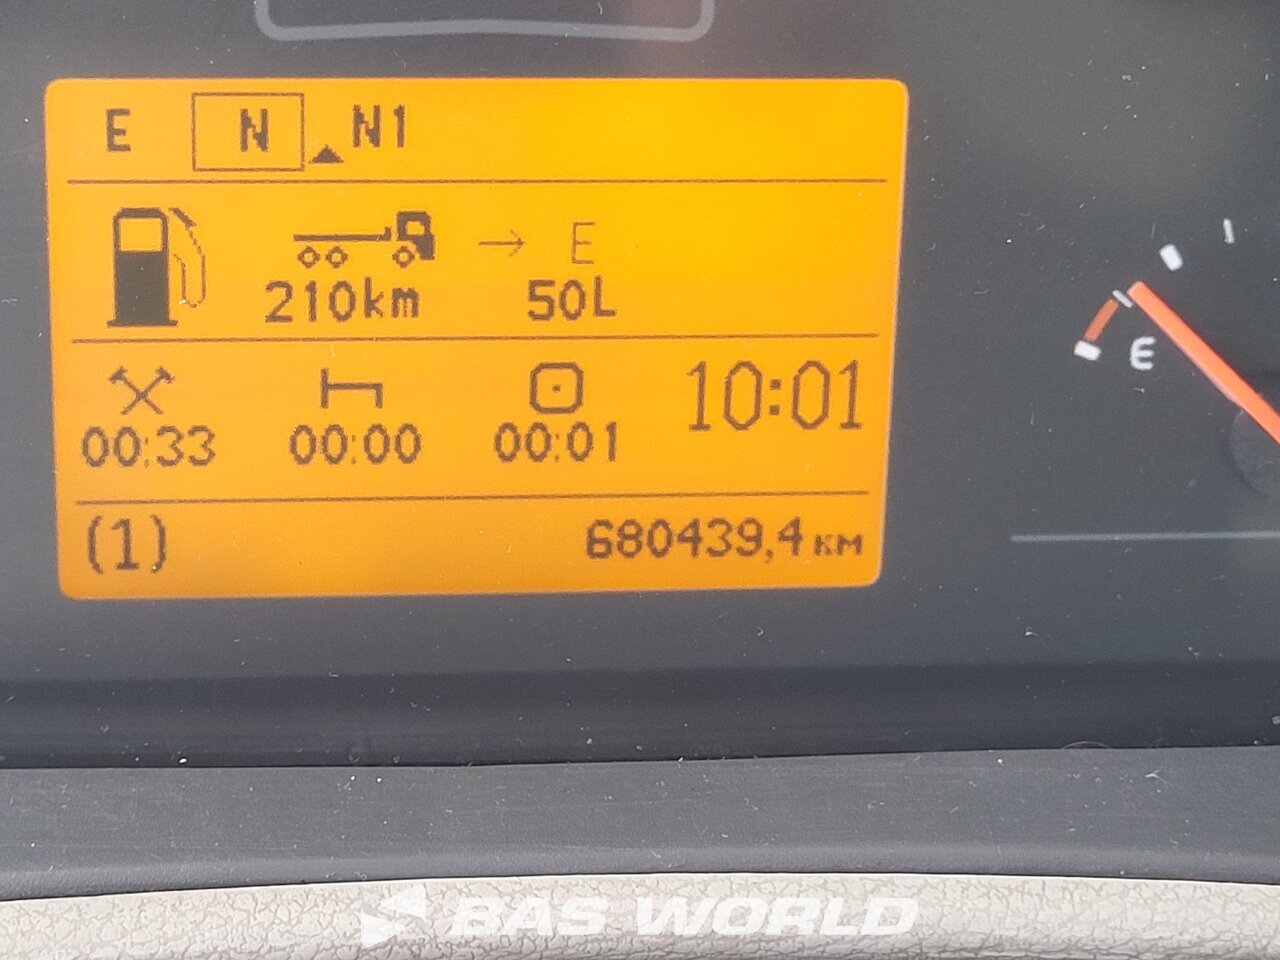 E N N1
→ E
210km 50L
E
10:01
00:33 00:00 00:01
(1) 680439,4 км
BAS WORLD